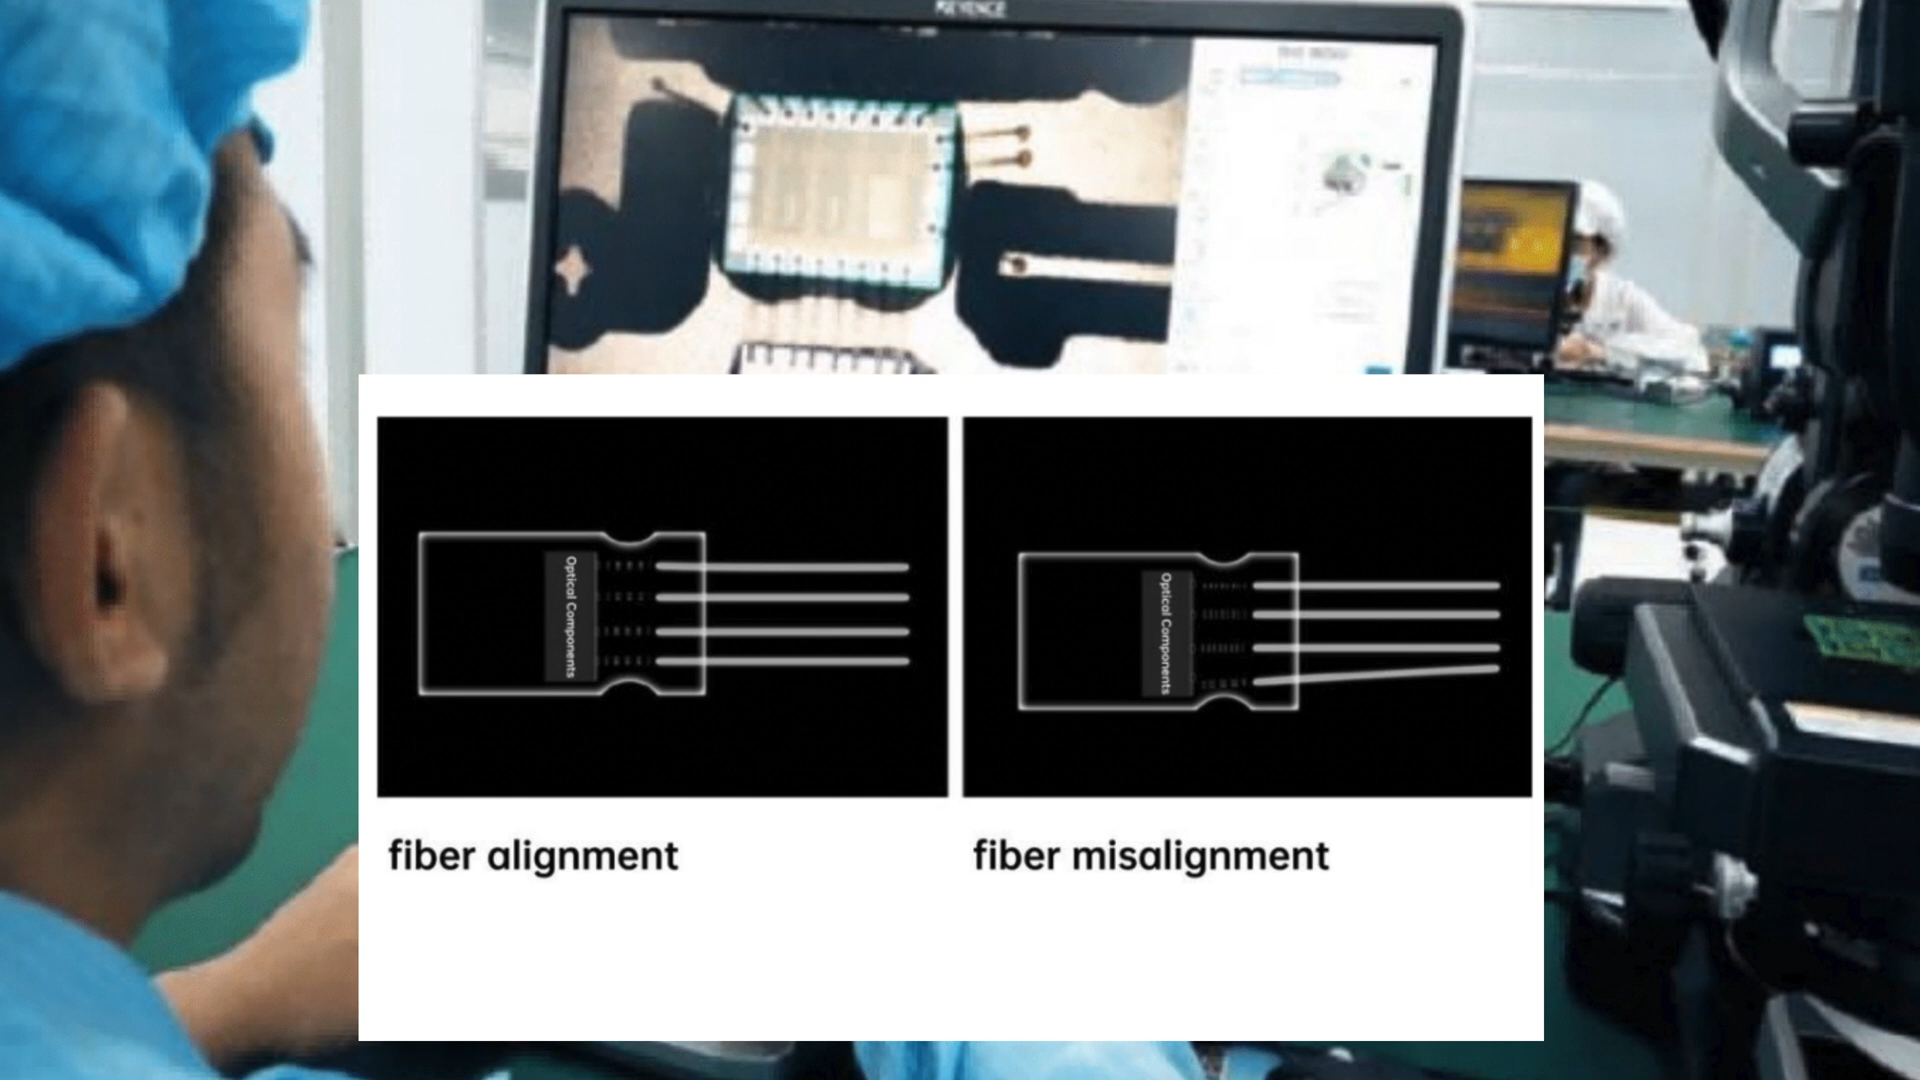 KEYENCE
Optical Components
Optical Components
fiber alignment
fiber misalignment